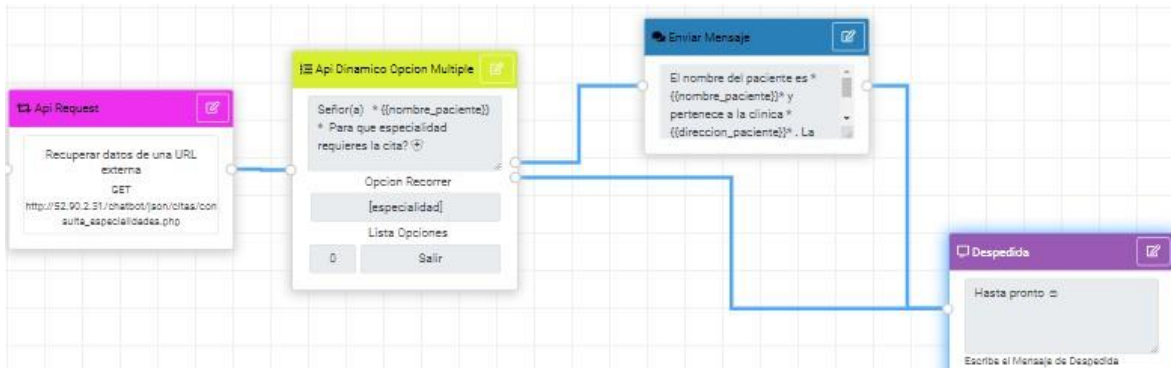 Api Request
Recuperar datos de una URL
externa
GET
http://52.90.2.31/chatbot/json/citas/con
sulta_especialidades.php
Api Dinamico Opcion Multiple
Señor(a) *{{nombre_paciente}}
* Para que especialidad
requieres la cita?
Opcion Recorrer
[especialidad]
Lista Opciones
0 Salir
Enviar Mensaje
El nombre del paciente es *
{{nombre_paciente}}* y
pertenece a la clinica *
{{direccion_paciente}}* . La
Despedida
Hasta pronto
Escribe el Mensaje de Despedida